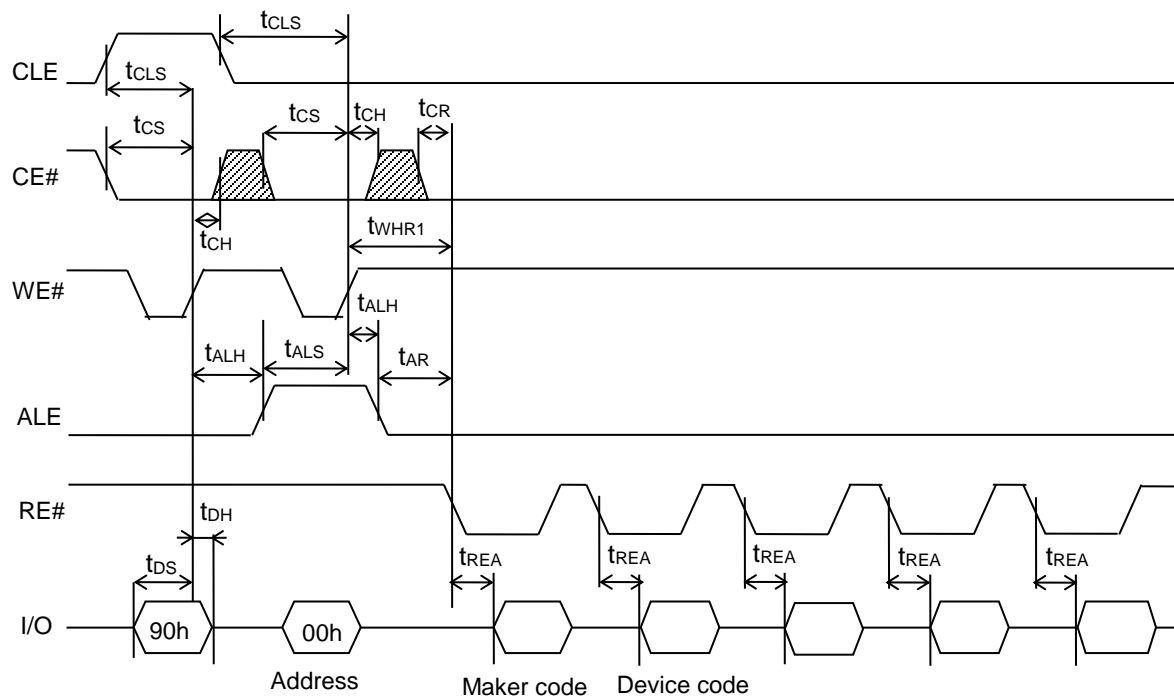 tCLS
CLE
tCLS
tCS tCH tCR
tCS
CE#
tCH tWHR1
WE#
tALH
tALH tALS tAR
ALE
RE#
tDH
tDS tREA tREA tREA tREA tREA
I/O 90h 00h
Address Maker code Device code